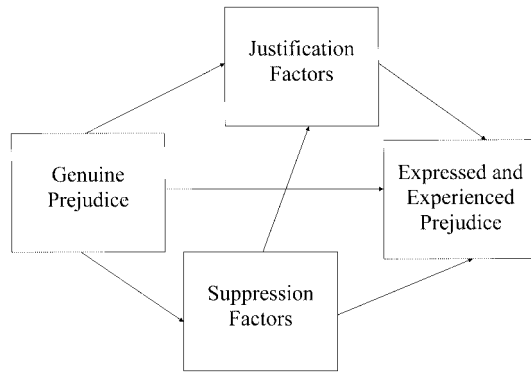 Justification
Factors
Genuine
Prejudice
Expressed and
Experienced
Prejudice
Suppression
Factors